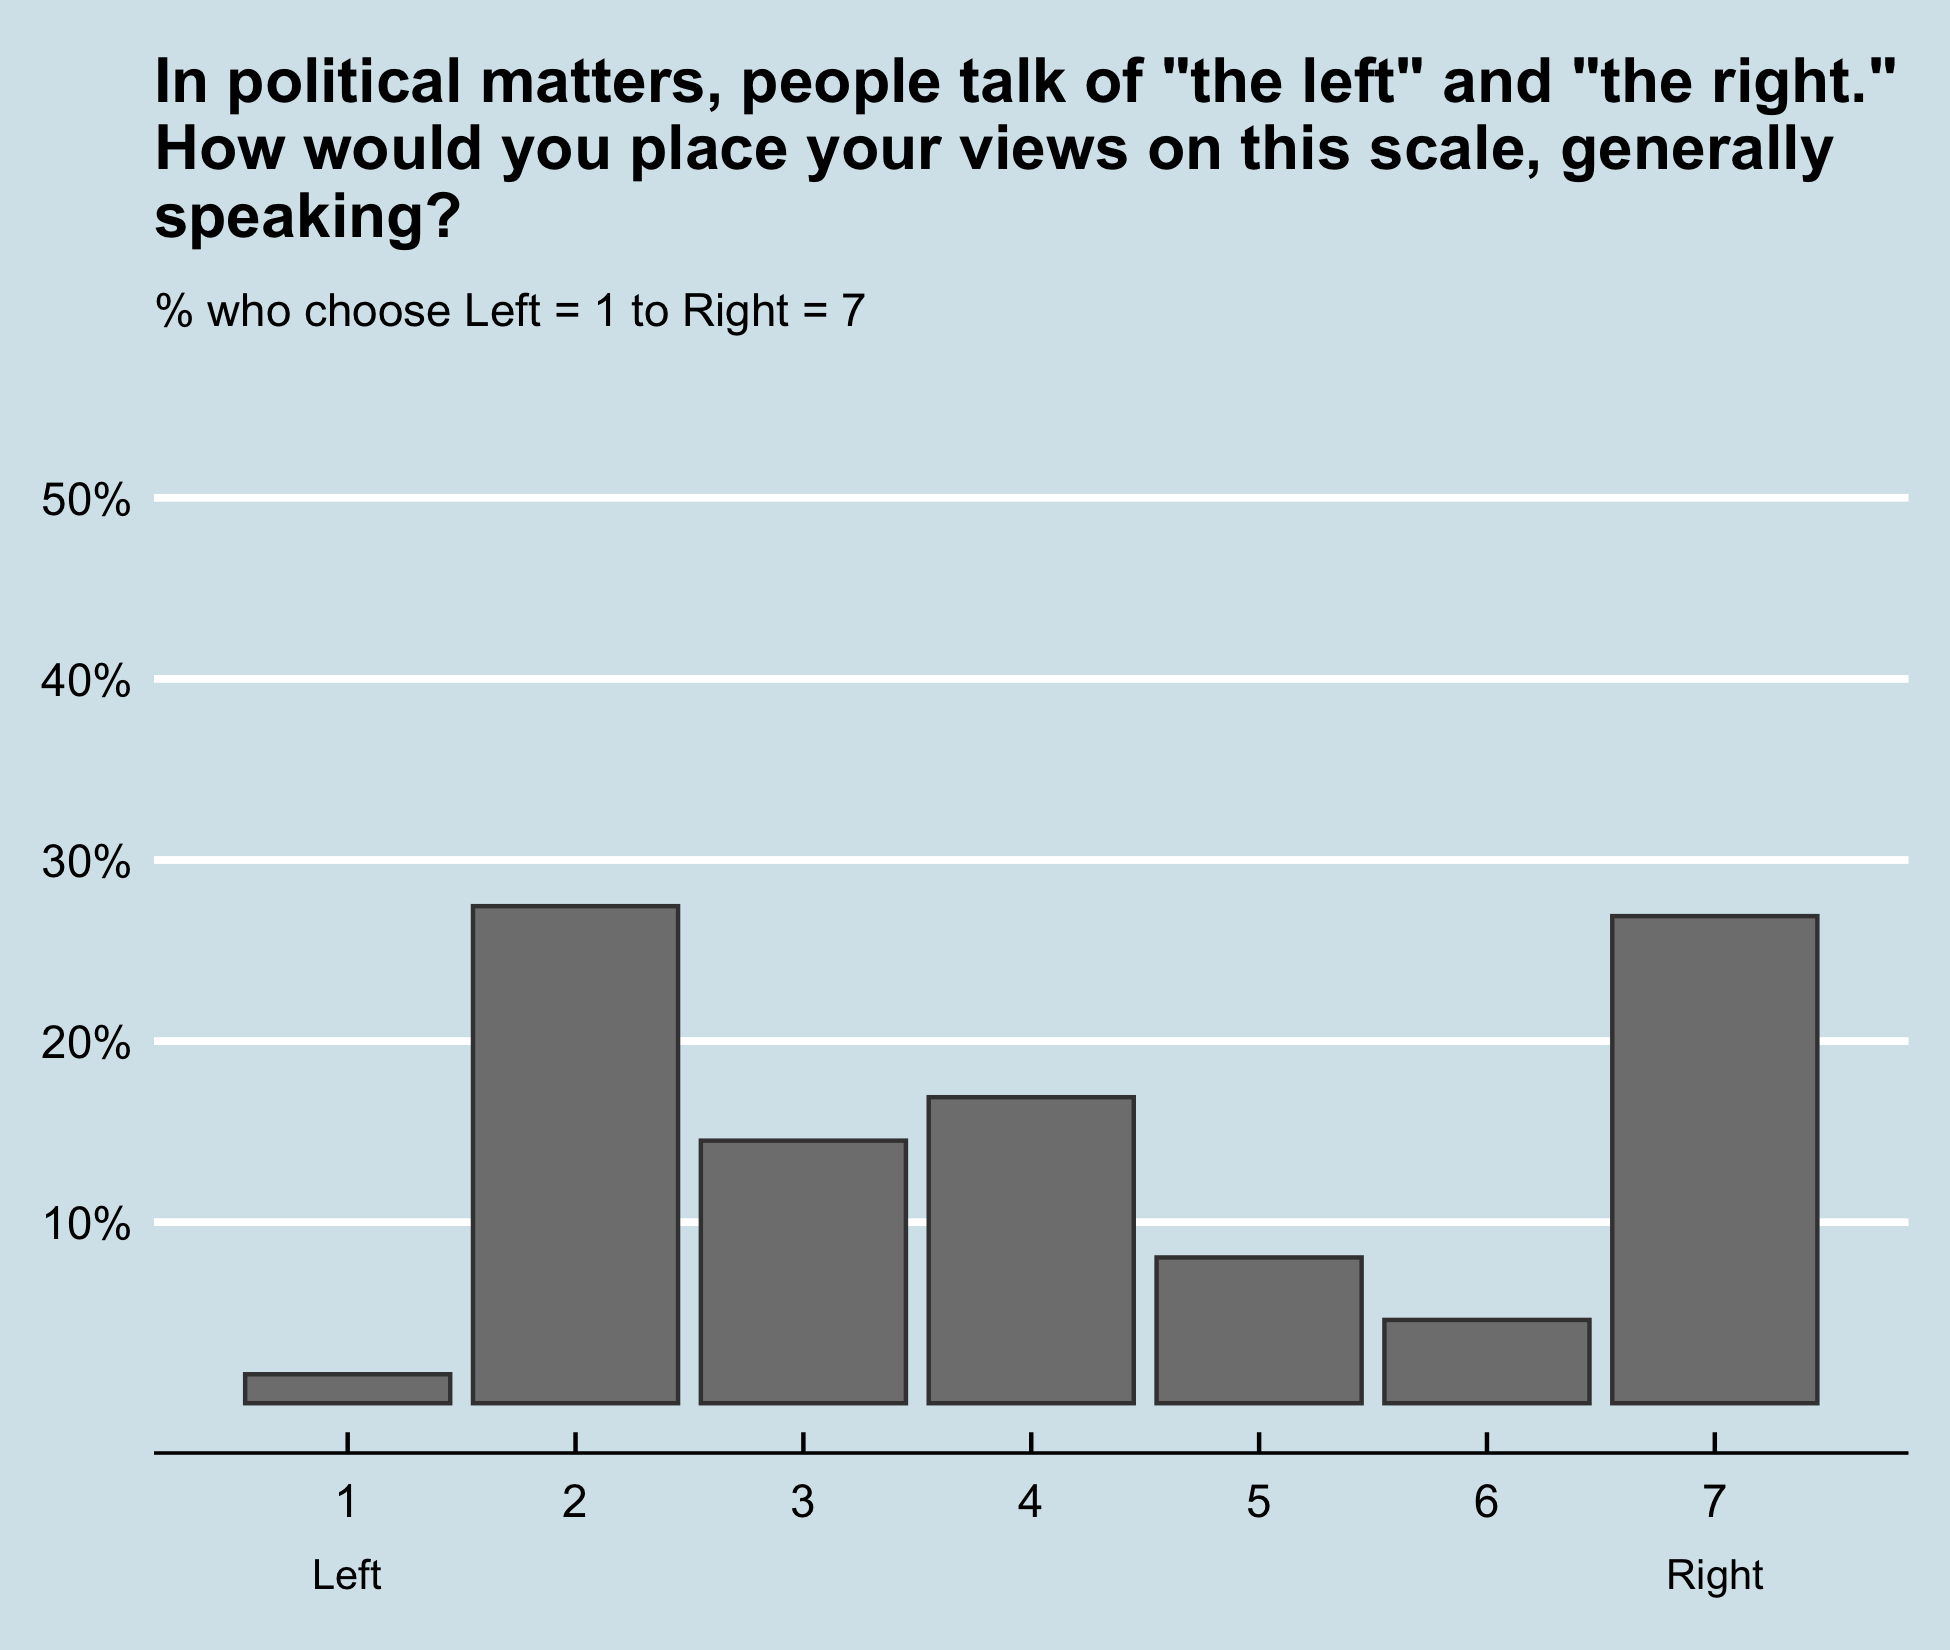 In political matters, people talk of "the left" and "the right."
How would you place your views on this scale, generally
speaking?
% who choose Left = 1 to Right = 7
50%
40%
30%
20%
10%
1 2 3 4 5 6 7
Left Right